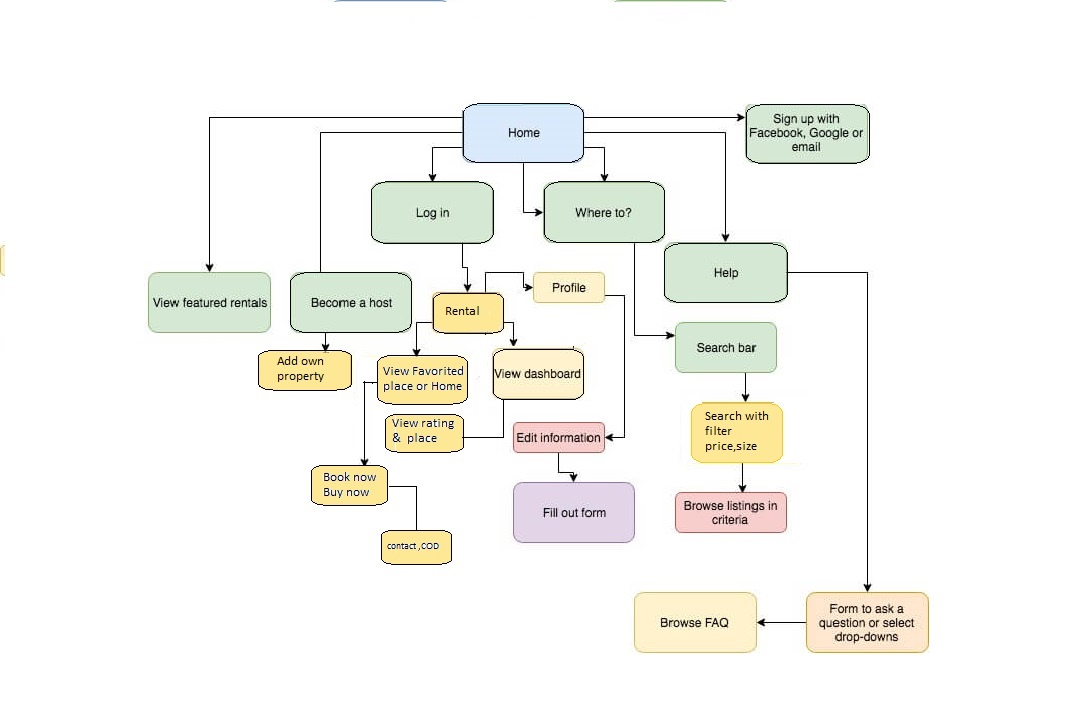 Home
Sign up with
Facebook, Google or
email
Log in
Where to?
Help
View featured rentals
Become a host
Rental
Profile
Add own
property
View Favorited
place or Home
View dashboard
Search bar
View rating
& place
Edit information
Search with
filter
price,size
Book now
Buy now
Fill out form
Browse listings in
criteria
contact ,COD
Browse FAQ
Form to ask a
question or select
drop-downs